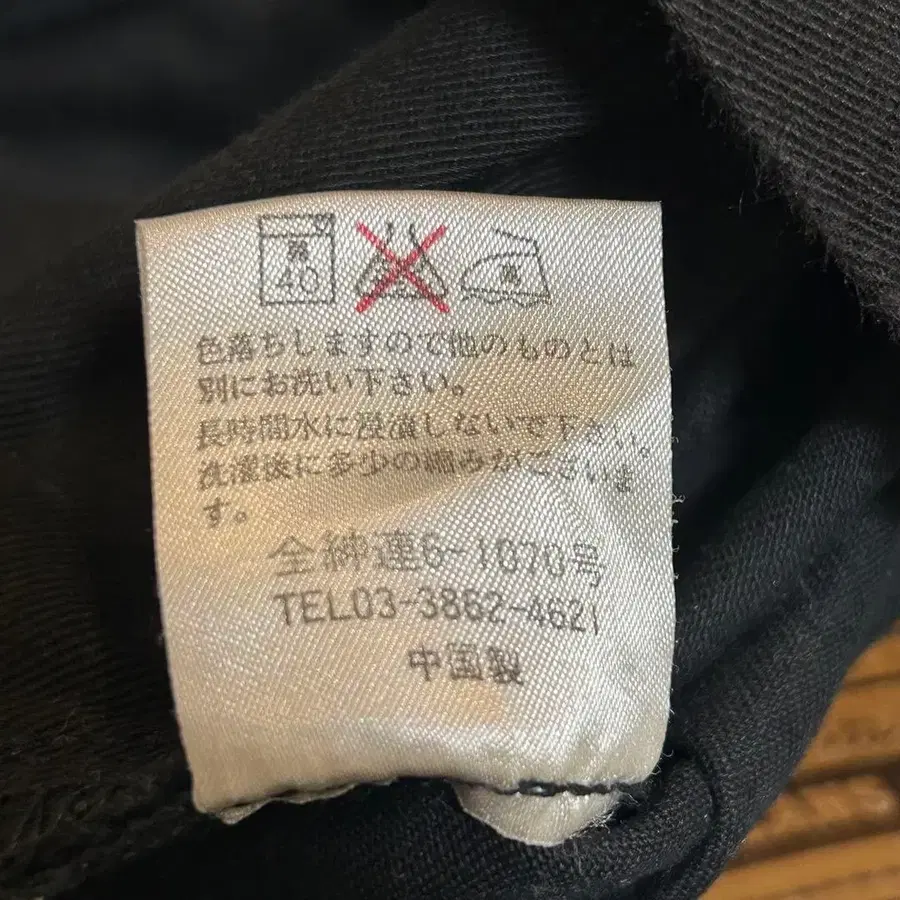 40
色落ちしますので他のものとは
別にお洗い下さい。
長時間水に浸漬しないで下さい。
洗濯後に多少の縮みがございま
す。
全紳連6-1070号
TEL03-3862-4621
中国製